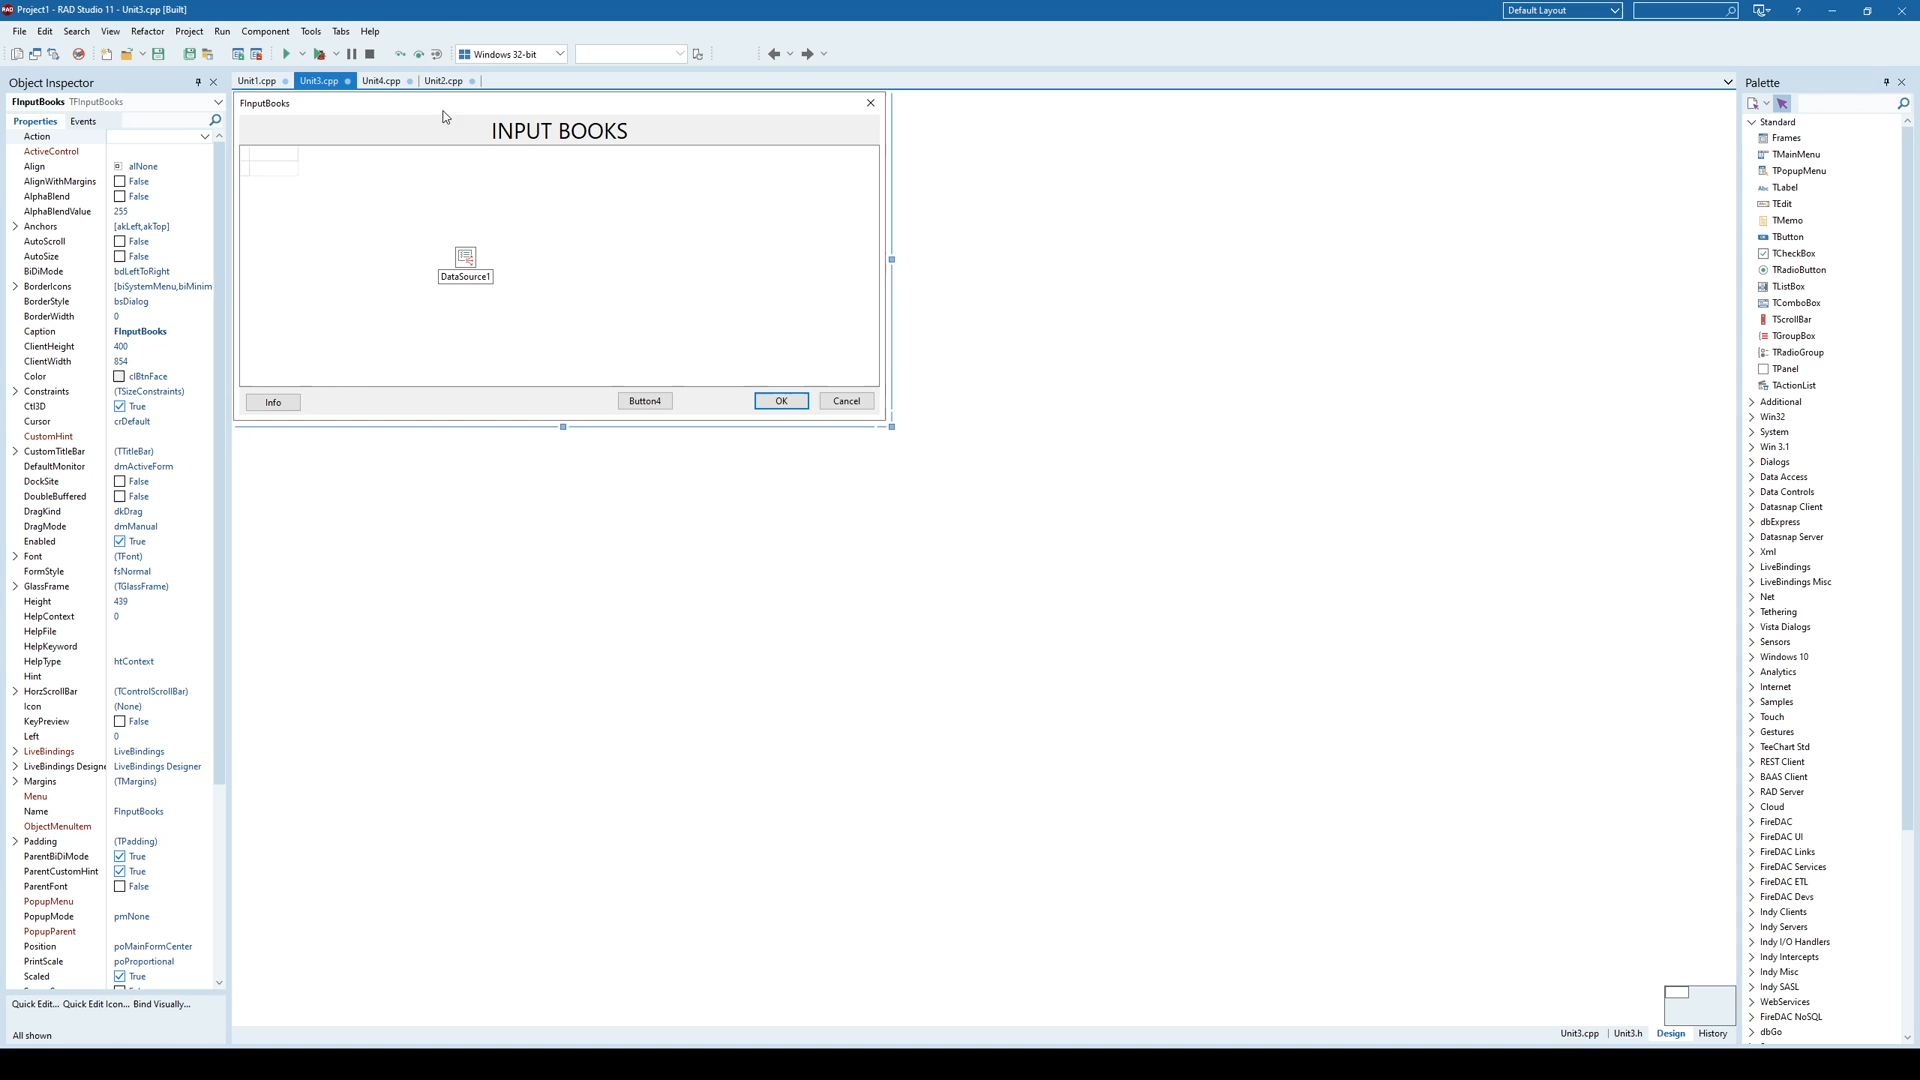 Project1 - RAD Studio 11 - Unit3.cpp [Built]
Default Layout
File Edit Search View Refactor Project Run Component Tools Tabs Help
Windows 32-bit
Object Inspector
FInputBooks TFInputBooks
Properties Events
Action
ActiveControl
Align alNone
AlignWithMargins False
AlphaBlend False
AlphaBlendValue 255
Anchors [akLeft,akTop]
AutoScroll False
AutoSize False
BiDiMode bdLeftToRight
BorderIcons [biSystemMenu,biMinim
BorderStyle bsDialog
BorderWidth 0
Caption FInputBooks
ClientHeight 400
ClientWidth 854
Color clBtnFace
Constraints (TSizeConstraints)
Ctl3D True
Cursor crDefault
CustomHint
CustomTitleBar (TTitleBar)
DefaultMonitor dmActiveForm
DockSite False
DoubleBuffered False
DragKind dkDrag
DragMode dmManual
Enabled True
Font (TFont)
FormStyle fsNormal
GlassFrame (TGlassFrame)
Height 439
HelpContext 0
HelpFile
HelpKeyword
HelpType htContext
Hint
HorzScrollBar (TControlScrollBar)
Icon (None)
KeyPreview False
Left 0
LiveBindings LiveBindings
LiveBindings Designe LiveBindings Designer
Margins (TMargins)
Menu
Name FInputBooks
ObjectMenuItem
Padding (TPadding)
ParentBiDiMode True
ParentCustomHint True
ParentFont False
PopupMenu
PopupMode pmNone
PopupParent
Position poMainFormCenter
PrintScale poProportional
Scaled True
Quick Edit... Quick Edit Icon... Bind Visually...
All shown
Unit1.cpp Unit3.cpp Unit4.cpp Unit2.cpp
FInputBooks
INPUT BOOKS
DataSource1
Info Button4 OK Cancel
Unit3.cpp Unit3.h Design History
Palette
Standard
Frames
TMainMenu
TPopupMenu
Abc TLabel
TEdit
TMemo
TButton
TCheckBox
TRadioButton
TListBox
TComboBox
TScrollBar
TGroupBox
TRadioGroup
TPanel
TActionList
Additional
Win32
System
Win 3.1
Dialogs
Data Access
Data Controls
Datasnap Client
dbExpress
Datasnap Server
Xml
LiveBindings
LiveBindings Misc
Net
Tethering
Vista Dialogs
Sensors
Windows 10
Analytics
Internet
Samples
Touch
Gestures
TeeChart Std
REST Client
BAAS Client
RAD Server
Cloud
FireDAC
FireDAC UI
FireDAC Links
FireDAC Services
FireDAC ETL
FireDAC Devs
Indy Clients
Indy Servers
Indy I/O Handlers
Indy Intercepts
Indy Misc
Indy SASL
WebServices
FireDAC NoSQL
dbGo